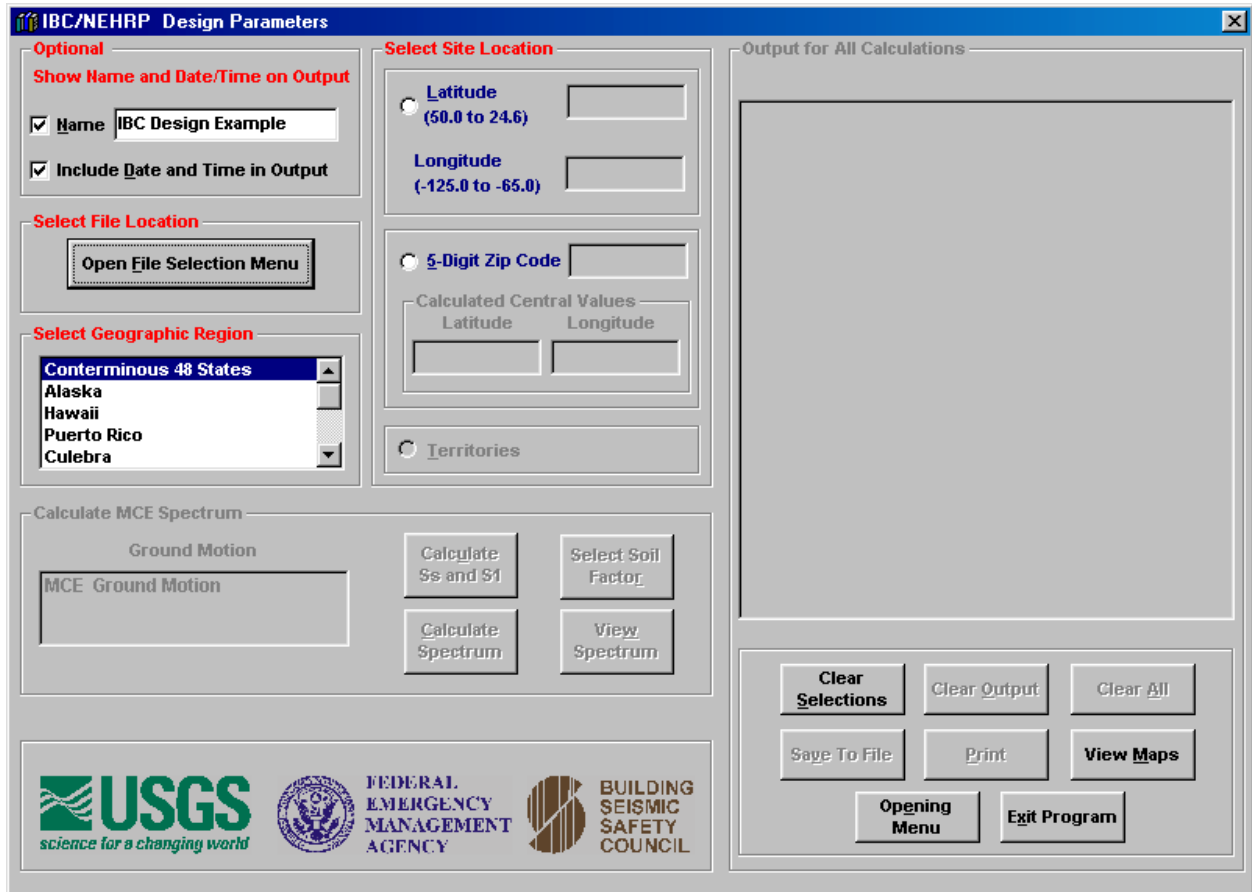 IBC/NEHRP Design Parameters
Optional
Show Name and Date/Time on Output
Name IBC Design Example
Include Date and Time in Output
Select File Location
Open File Selection Menu
Select Geographic Region
Conterminous 48 States
Alaska
Hawaii
Puerto Rico
Culebra
Select Site Location
Latitude
(50.0 to 24.6)
Longitude
(-125.0 to -65.0)
5-Digit Zip Code
Calculated Central Values
Latitude Longitude
Territories
Calculate MCE Spectrum
Ground Motion
MCE Ground Motion
Calculate
Ss and S1
Select Soil
Factor
Calculate
Spectrum
View
Spectrum
USGS
science for a changing world
FEDERAL
EMERGENCY
MANAGEMENT
AGENCY
BUILDING
SEISMIC
SAFETY
COUNCIL
Output for All Calculations
Clear
Selections
Clear Output
Clear All
Save To File
Print
View Maps
Opening
Menu
Exit Program